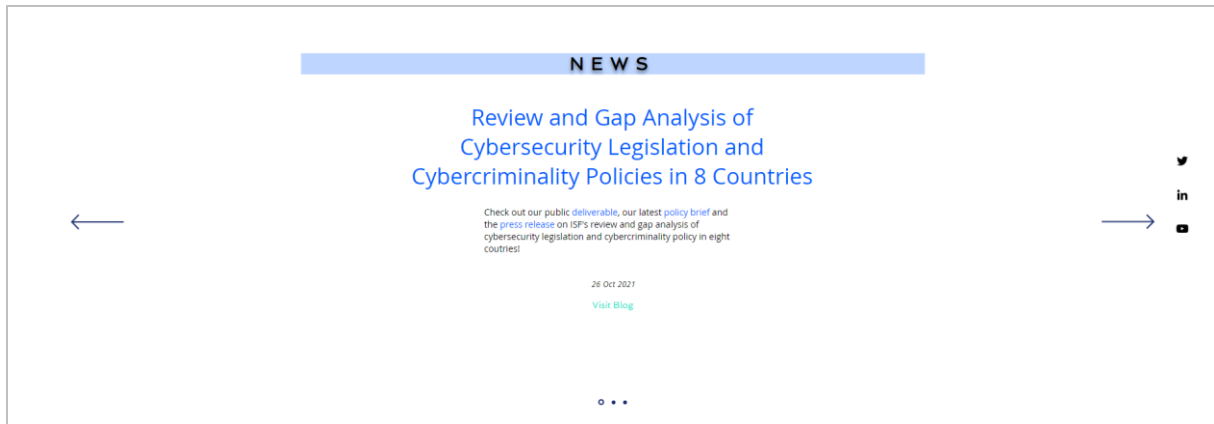 NEWS
Review and Gap Analysis of
Cybersecurity Legislation and
Cybercriminality Policies in 8 Countries
Check out our public deliverable, our latest policy brief and
the press release on ISF's review and gap analysis of
cybersecurity legislation and cybercriminality policy in eight
coutries!
26 Oct 2021
Visit Blog
in